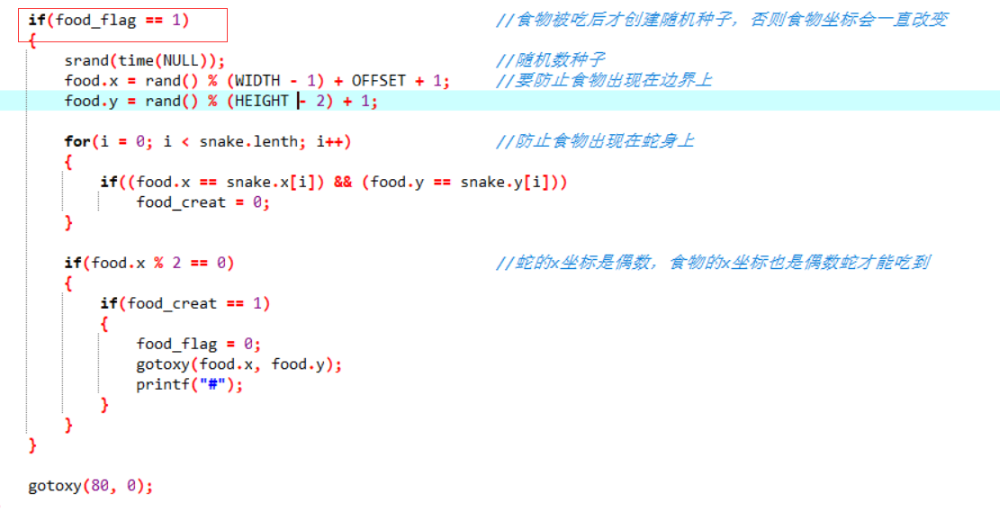 if(food_flag == 1) //食物被吃后才创建随机种子，否则食物坐标会一直改变
{
srand(time(NULL)); //随机数种子
food.x = rand() % (WIDTH - 1) + OFFSET + 1; //要防止食物出现在边界上
food.y = rand() % (HEIGHT - 2) + 1;
for(i = 0; i < snake.lenth; i++) //防止食物出现在蛇身上
{
if((food.x == snake.x[i]) && (food.y == snake.y[i]))
food_creat = 0;
}
if(food.x % 2 == 0) //蛇的x坐标是偶数，食物的x坐标也是偶数蛇才能吃到
{
if(food_creat == 1)
{
food_flag = 0;
gotoxy(food.x, food.y);
printf("#");
}
}
}
gotoxy(80, 0);